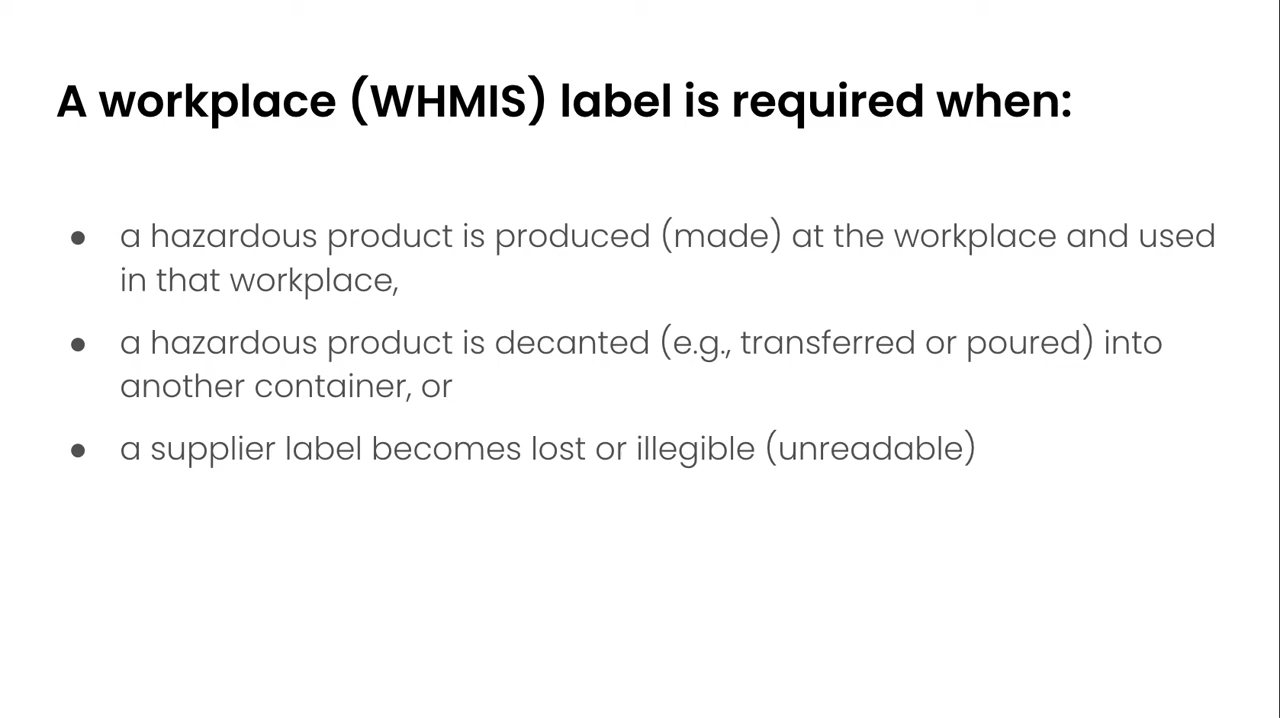 A workplace (WHMIS) label is required when:
● a hazardous product is produced (made) at the workplace and used
in that workplace,
● a hazardous product is decanted (e.g., transferred or poured) into
another container, or
● a supplier label becomes lost or illegible (unreadable)